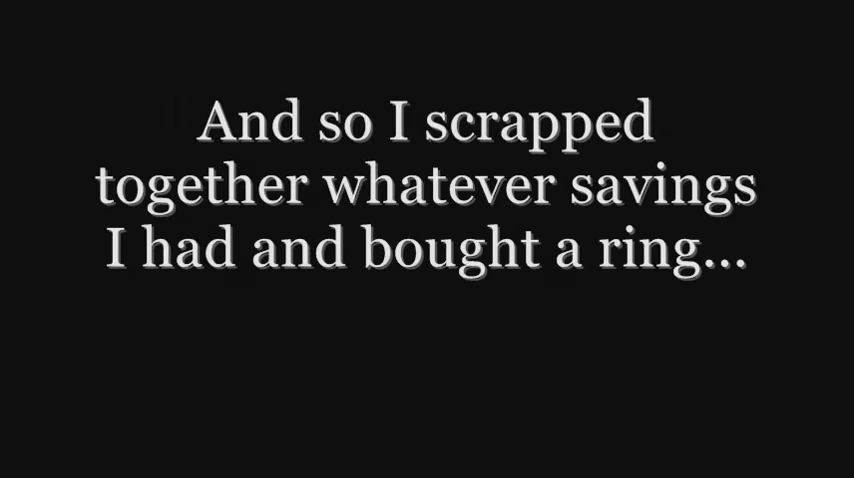 And so I scrapped
together whatever savings
I had and bought a ring...